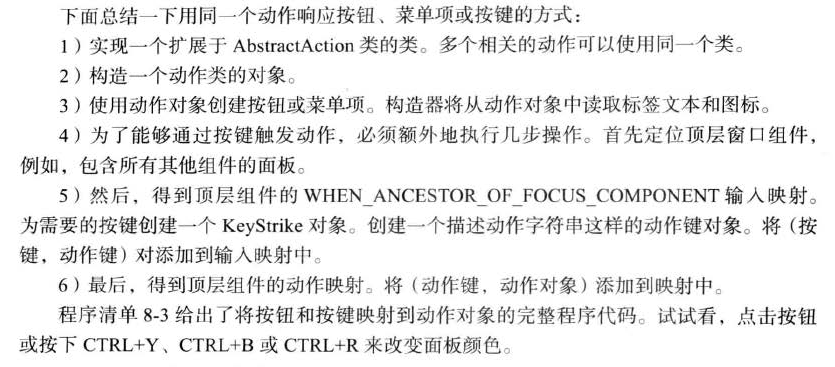 下面总结一下用同一个动作响应按钮、菜单项或按键的方式：
1）实现一个扩展于 AbstractAction 类的类。多个相关的动作可以使用同一个类。
2）构造一个动作类的对象。
3）使用动作对象创建按钮或菜单项。构造器将从动作对象中读取标签文本和图标。
4）为了能够通过按键触发动作，必须额外地执行几步操作。首先定位顶层窗口组件，
例如，包含所有其他组件的面板。
5）然后，得到顶层组件的 WHEN_ANCESTOR_OF_FOCUS_COMPONENT 输入映射。
为需要的按键创建一个 KeyStrike 对象。创建一个描述动作字符串这样的动作键对象。将（按
键，动作键）对添加到输入映射中。
6）最后，得到顶层组件的动作映射。将（动作键，动作对象）添加到映射中。
程序清单 8-3 给出了将按钮和按键映射到动作对象的完整程序代码。试试看，点击按钮
或按下 CTRL+Y、CTRL+B 或 CTRL+R 来改变面板颜色。